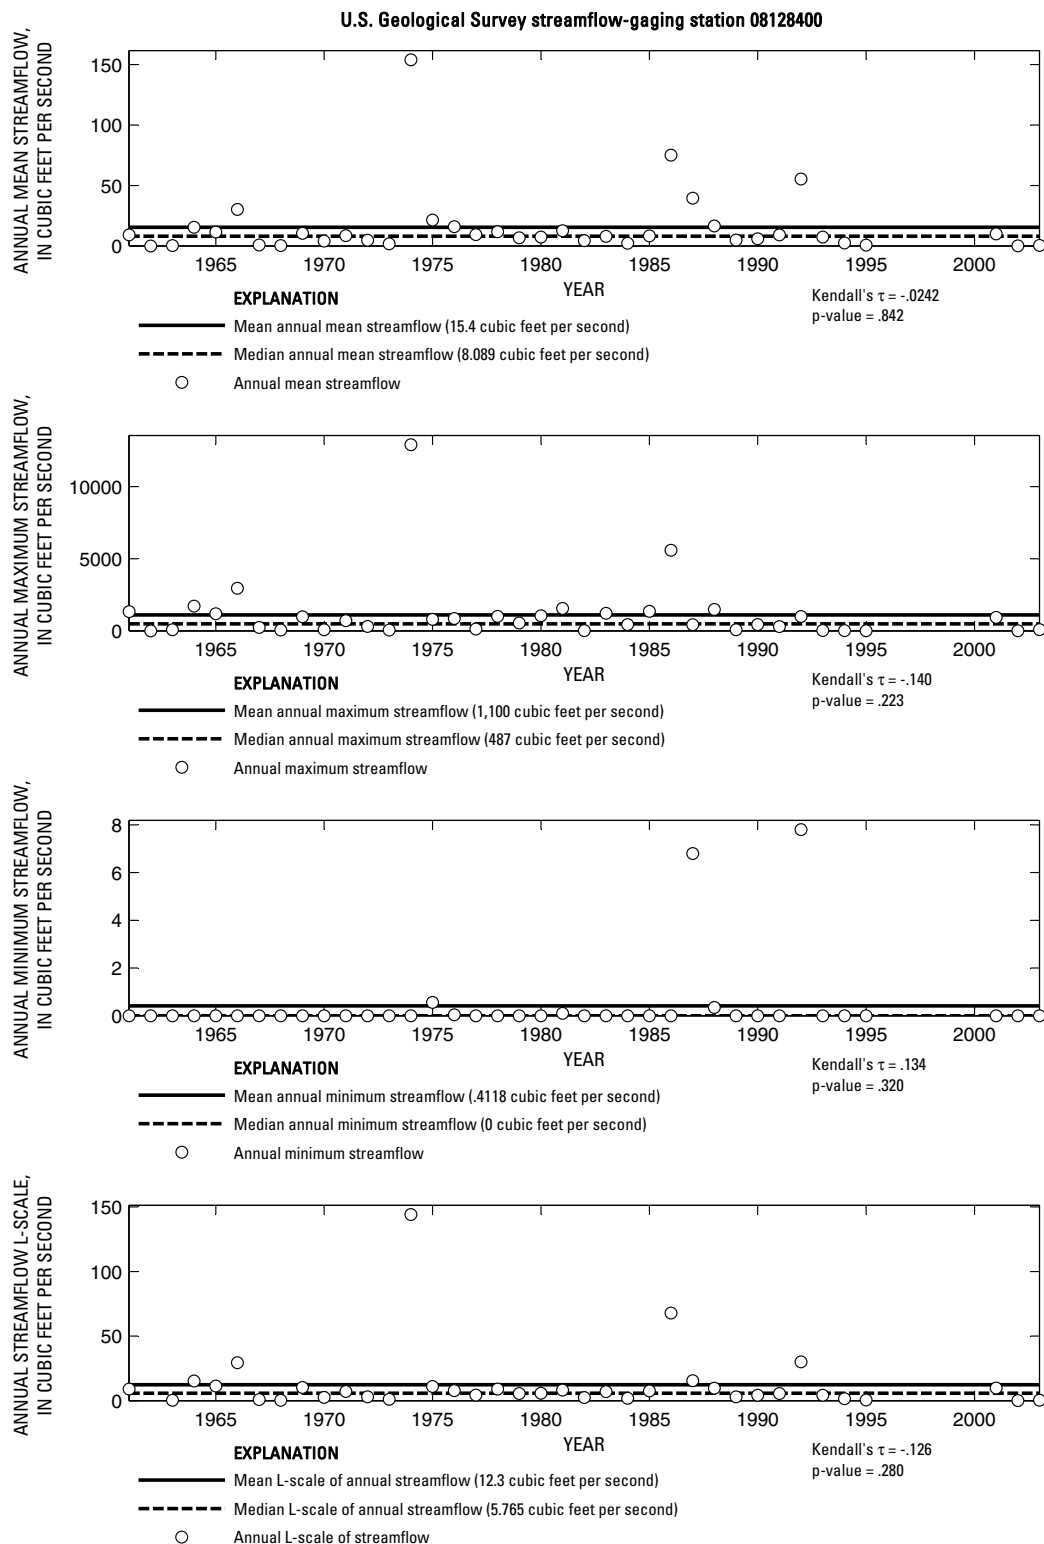 U.S. Geological Survey streamflow-gaging station 08128400
ANNUAL MEAN STREAMFLOW,
IN CUBIC FEET PER SECOND
150
100
50
0
1965 1970 1975 1980 1985 1990 1995 2000
YEAR
EXPLANATION
Mean annual mean streamflow (15.4 cubic feet per second)
Median annual mean streamflow (8.089 cubic feet per second)
Annual mean streamflow
Kendall's τ = -.0242
p-value = .842
ANNUAL MAXIMUM STREAMFLOW,
IN CUBIC FEET PER SECOND
10000
5000
0
1965 1970 1975 1980 1985 1990 1995 2000
YEAR
EXPLANATION
Mean annual maximum streamflow (1,100 cubic feet per second)
Median annual maximum streamflow (487 cubic feet per second)
Annual maximum streamflow
Kendall's τ = -.140
p-value = .223
ANNUAL MINIMUM STREAMFLOW,
IN CUBIC FEET PER SECOND
8
6
4
2
0
1965 1970 1975 1980 1985 1990 1995 2000
YEAR
EXPLANATION
Mean annual minimum streamflow (.4118 cubic feet per second)
Median annual minimum streamflow (0 cubic feet per second)
Annual minimum streamflow
Kendall's τ = .134
p-value = .320
ANNUAL STREAMFLOW L-SCALE,
IN CUBIC FEET PER SECOND
150
100
50
0
1965 1970 1975 1980 1985 1990 1995 2000
YEAR
EXPLANATION
Mean L-scale of annual streamflow (12.3 cubic feet per second)
Median L-scale of annual streamflow (5.765 cubic feet per second)
Annual L-scale of streamflow
Kendall's τ = -.126
p-value = .280